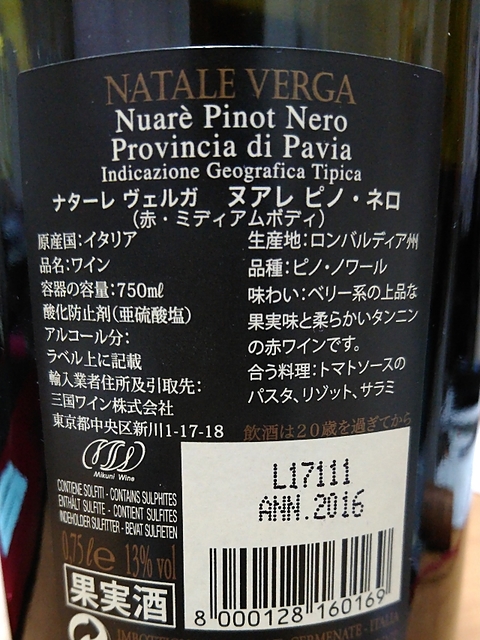 NATALE VERGA
Nuarè Pinot Nero
Provincia di Pavia
Indicazione Geografica Tipica
ナターレ ヴェルガ　ヌアレ ピノ・ネロ
（赤・ミディアムボディ）
原産国：イタリア
品名：ワイン
容器の容量：750mℓ
酸化防止剤（亜硫酸塩）
アルコール分：
ラベル上に記載
輸入業者住所及引取先：
三国ワイン株式会社
東京都中央区新川1-17-18
生産地：ロンバルディア州
品種：ピノ・ノワール
味わい：ベリー系の上品な
果実味と柔らかいタンニン
の赤ワインです。
合う料理：トマトソースの
パスタ、リゾット、サラミ
飲酒は20歳を過ぎてから
Mikuni Wine
CONTIENE SOLFITI - CONTAINS SULPHITES
ENTHÄLT SULFITE - CONTIENT SULFITES
INDEHOLDER SULFITTER - BEVAT SULFIETEN
0.75 ℓ e 13% vol
果実酒
L17111
ANN.2016
8 000128 160169